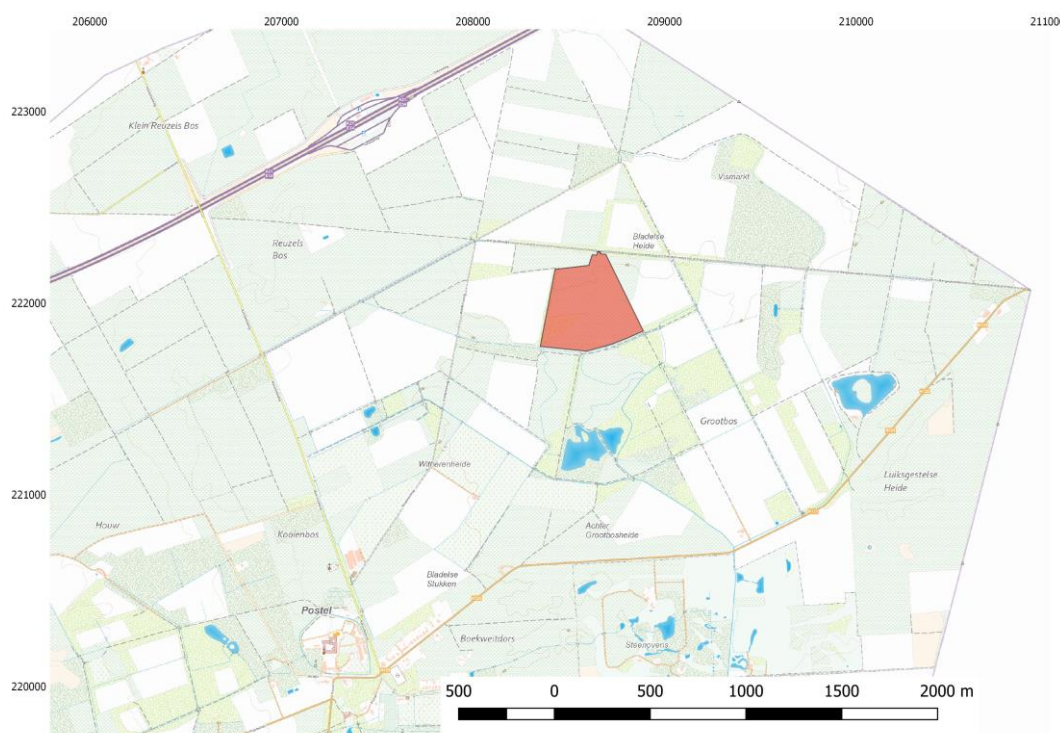 206000 207000 208000 209000 210000 211000
223000
Klein Reuzels Bos
Vismarkt
Reuzels
Bos
Bladelse
Heide
222000
Grootbos
Witherenheide
Luiksgestelse
Heide
221000
Houw
Kooienbos
Achter
Grootbosheide
Bladelse
Stukken
Postel
Boekweitdors
Steenovens
220000
500 0 500 1000 1500 2000 m